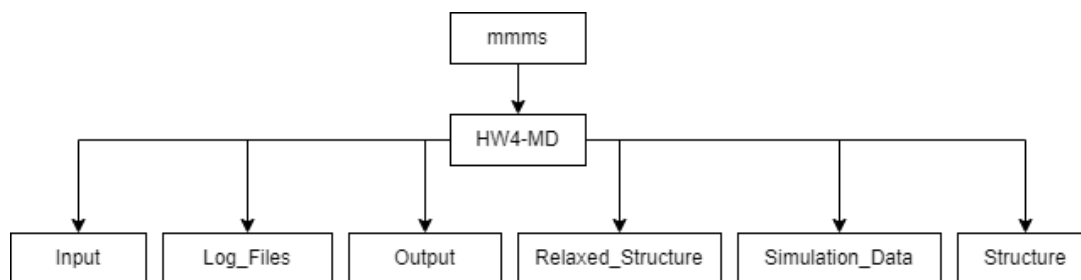 mmms
HW4-MD
Input
Log_Files
Output
Relaxed_Structure
Simulation_Data
Structure